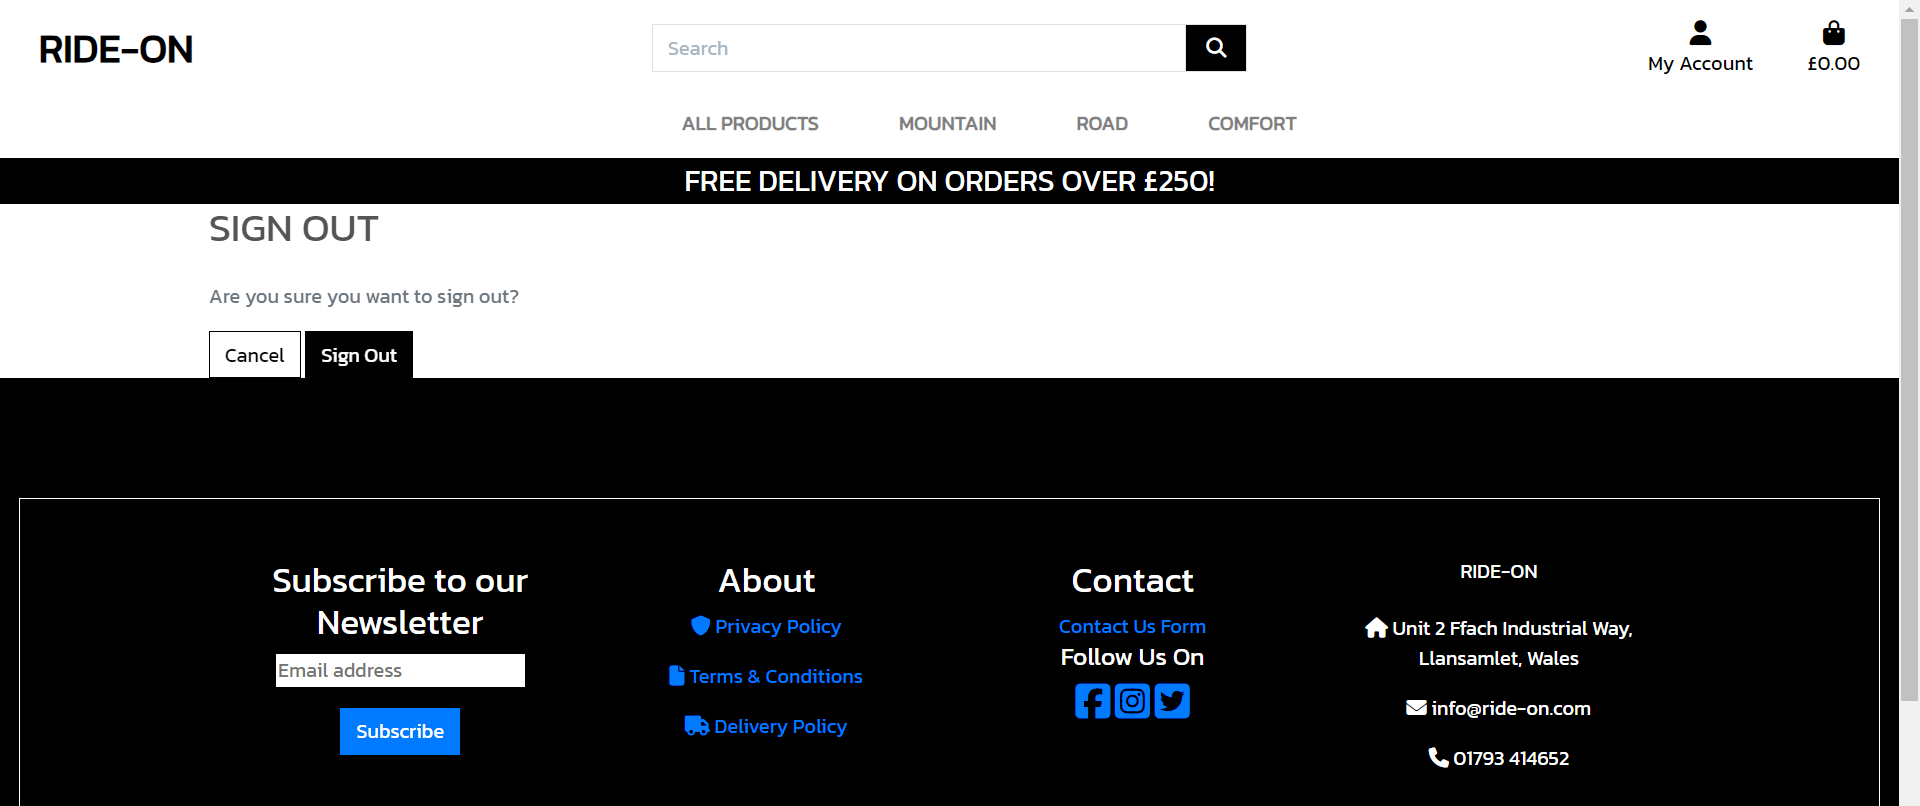 RIDE-ON
Search
My Account
£0.00
ALL PRODUCTS
MOUNTAIN
ROAD
COMFORT
FREE DELIVERY ON ORDERS OVER £250!
SIGN OUT
Are you sure you want to sign out?
Cancel
Sign Out
Subscribe to our
Newsletter
Email address
Subscribe
About
Privacy Policy
Terms & Conditions
Delivery Policy
Contact
Contact Us Form
Follow Us On
RIDE-ON
Unit 2 Ffach Industrial Way,
Llansamlet, Wales
info@ride-on.com
01793 414652